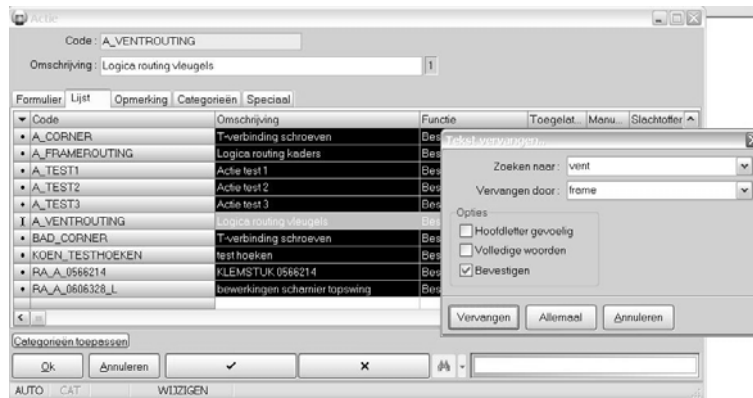 Actie
Code: A_VENTROUTING
Omschrijving: Logica routing vleugels 1
Formulier Lijst Opmerking Categorieën Speciaal
Code Omschrijving Functie Toegelat... Manu... Slachtoffer
A_CORNER T-verbinding schroeven Bes
A_FRAMEROUTING Logica routing kaders Bes
A_TEST1 Actie test 1 Bes
A_TEST2 Actie test 2 Bes
A_TEST3 Actie test 3 Bes
A_VENTROUTING Logica routing vleugels Bes
BAD_CORNER T-verbinding schroeven Bes
KOEN_TESTHOEKEN test hoeken Bes
RA_A_0566214 KLEMSTUK 0566214 Bes
RA_A_0606328_L bewerkingen scharnier topswing Bes
Categorieën toepassen
Ok Annuleren
AUTO CAT WIJZIGEN
Tekst vervangen...
Zoeken naar: vent
Vervangen door: frame
Opties
Hoofdletter gevoelig
Volledige woorden
Bevestigen
Vervangen Allemaal Annuleren